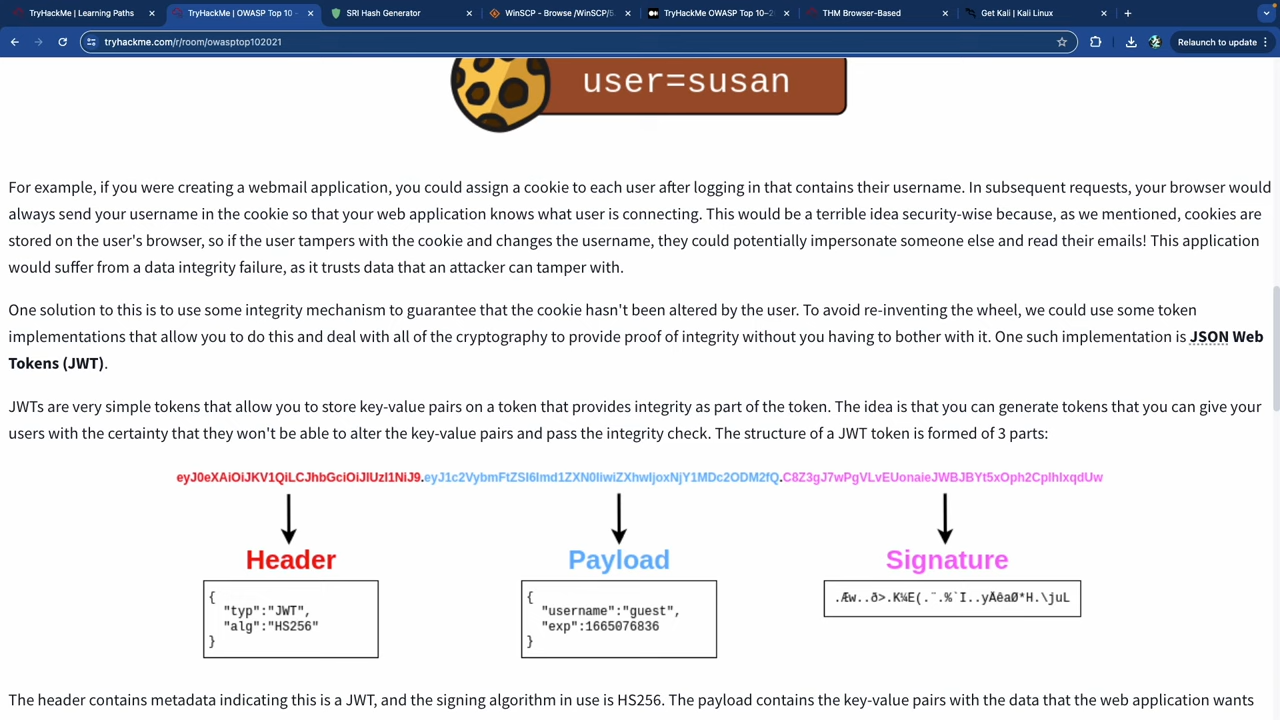 TryHackMe | Learning Paths
TryHackMe | OWASP Top 10 –
SRI Hash Generator
WinSCP - Browse /WinSCP/5.
TryHackMe OWASP Top 10–2
THM Browser-Based
Get Kali | Kali Linux
tryhackme.com/r/room/owasptop102021
Relaunch to update
user=susan
For example, if you were creating a webmail application, you could assign a cookie to each user after logging in that contains their username. In subsequent requests, your browser would
always send your username in the cookie so that your web application knows what user is connecting. This would be a terrible idea security-wise because, as we mentioned, cookies are
stored on the user's browser, so if the user tampers with the cookie and changes the username, they could potentially impersonate someone else and read their emails! This application
would suffer from a data integrity failure, as it trusts data that an attacker can tamper with.
One solution to this is to use some integrity mechanism to guarantee that the cookie hasn't been altered by the user. To avoid re-inventing the wheel, we could use some token
implementations that allow you to do this and deal with all of the cryptography to provide proof of integrity without you having to bother with it. One such implementation is JSON Web
Tokens (JWT).
JWTs are very simple tokens that allow you to store key-value pairs on a token that provides integrity as part of the token. The idea is that you can generate tokens that you can give your
users with the certainty that they won't be able to alter the key-value pairs and pass the integrity check. The structure of a JWT token is formed of 3 parts:
eyJ0eXAiOiJKV1QiLCJhbGciOiJIUzI1NiJ9.eyJ1c2VybmFtZSI6Imd1ZXN0IiwiZXhwIjoxNjY1MDc2ODM2fQ.C8Z3gJ7wPgVLvEUonaieJWBJBYt5xOph2CpIhlxqdUw
Header
Payload
Signature
{
"typ":"JWT",
"alg":"HS256"
}
{
"username":"guest",
"exp":1665076836
}
.Æw..ð>.K¼E(.¨.%`I..yÄêaØ*H.\juL
The header contains metadata indicating this is a JWT, and the signing algorithm in use is HS256. The payload contains the key-value pairs with the data that the web application wants